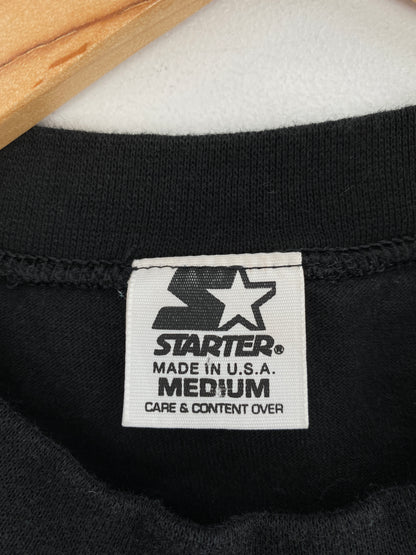 STARTER®
MADE IN U.S.A.
MEDIUM
CARE & CONTENT OVER